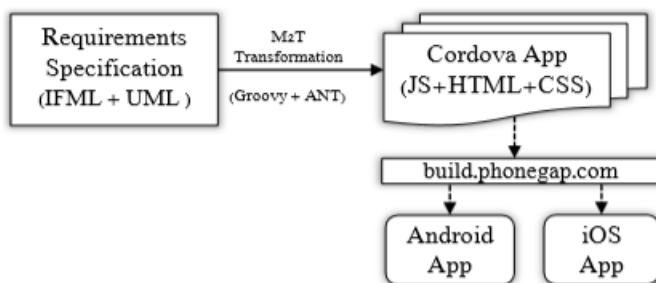 Requirements
Specification
(IFML + UML )
M2T
Transformation
(Groovy + ANT)
Cordova App
(JS+HTML+CSS)
build.phonegap.com
Android
App
iOS
App